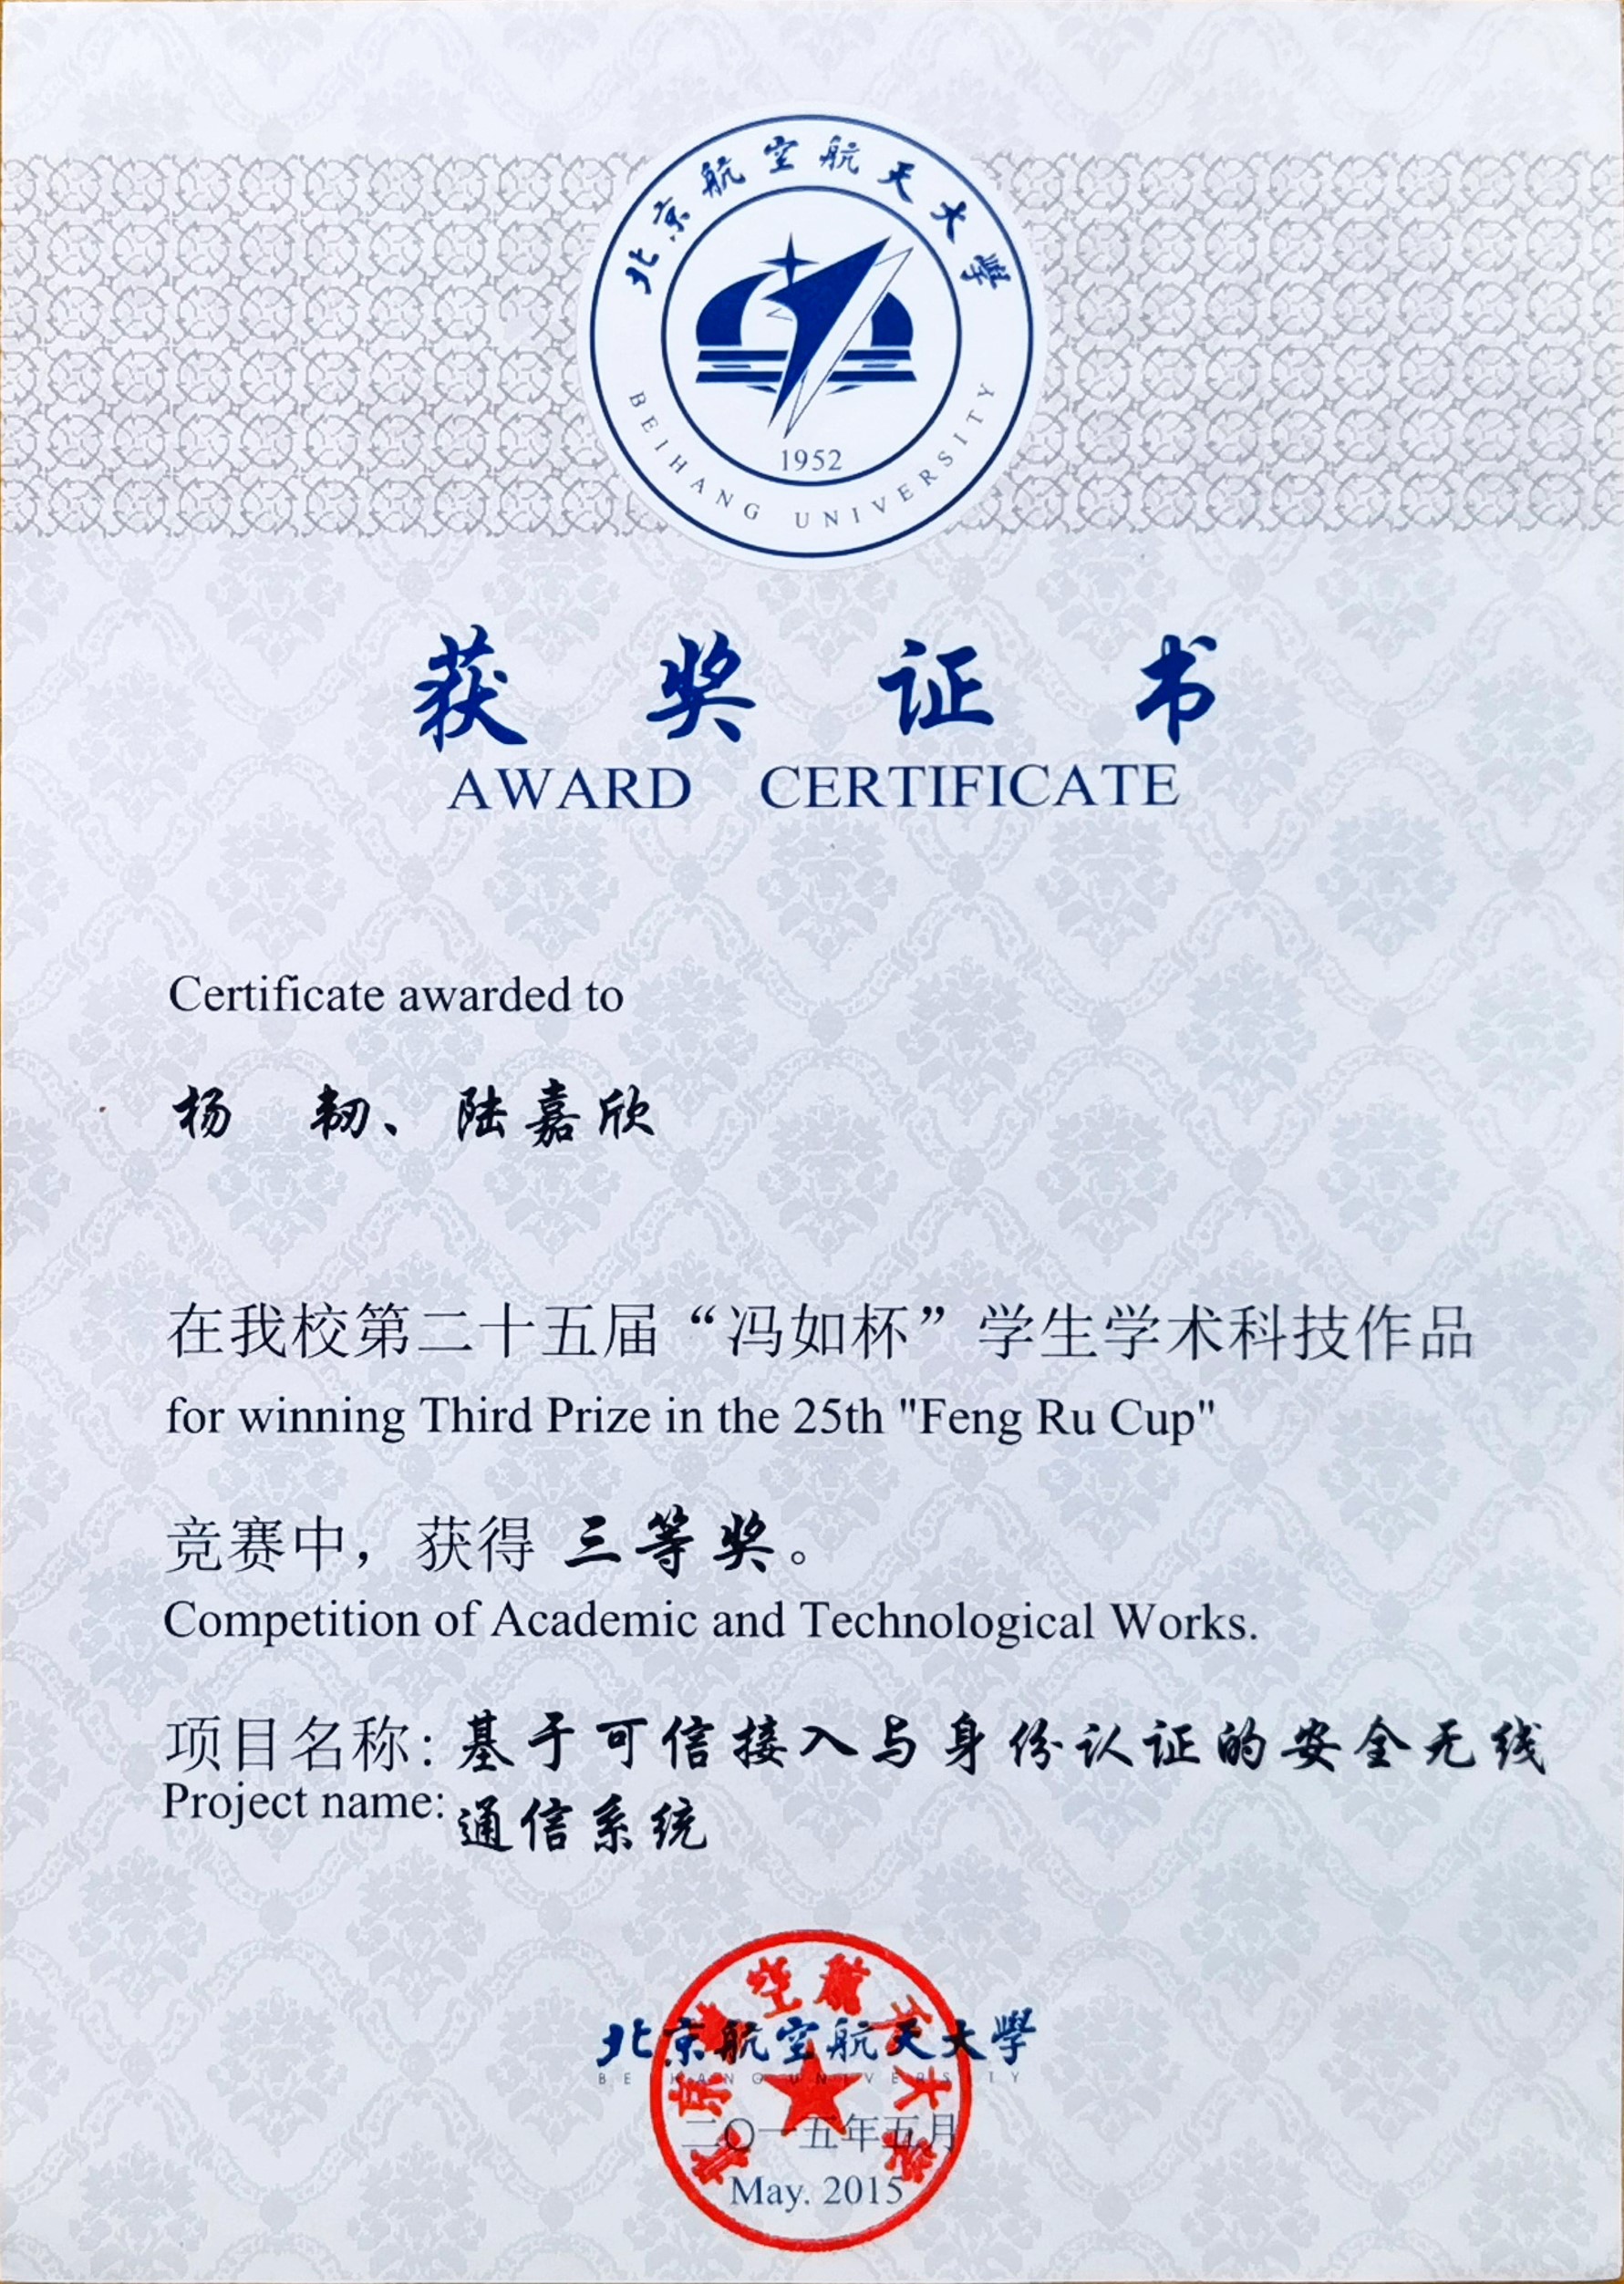 北京航空航天大學
1952
BEIHANG UNIVERSITY
获奖证书
AWARD CERTIFICATE
Certificate awarded to
杨 韧、陆嘉欣
在我校第二十五届“冯如杯”学生学术科技作品
for winning Third Prize in the 25th "Feng Ru Cup"
竞赛中，获得 三等奖。
Competition of Academic and Technological Works.
项目名称: 基于可信接入与身份认证的安全无线
Project name: 通信系统
北京航空航天大學
BEIHANG UNIVERSITY
二〇一五年五月
May. 2015
北京航空航天大学